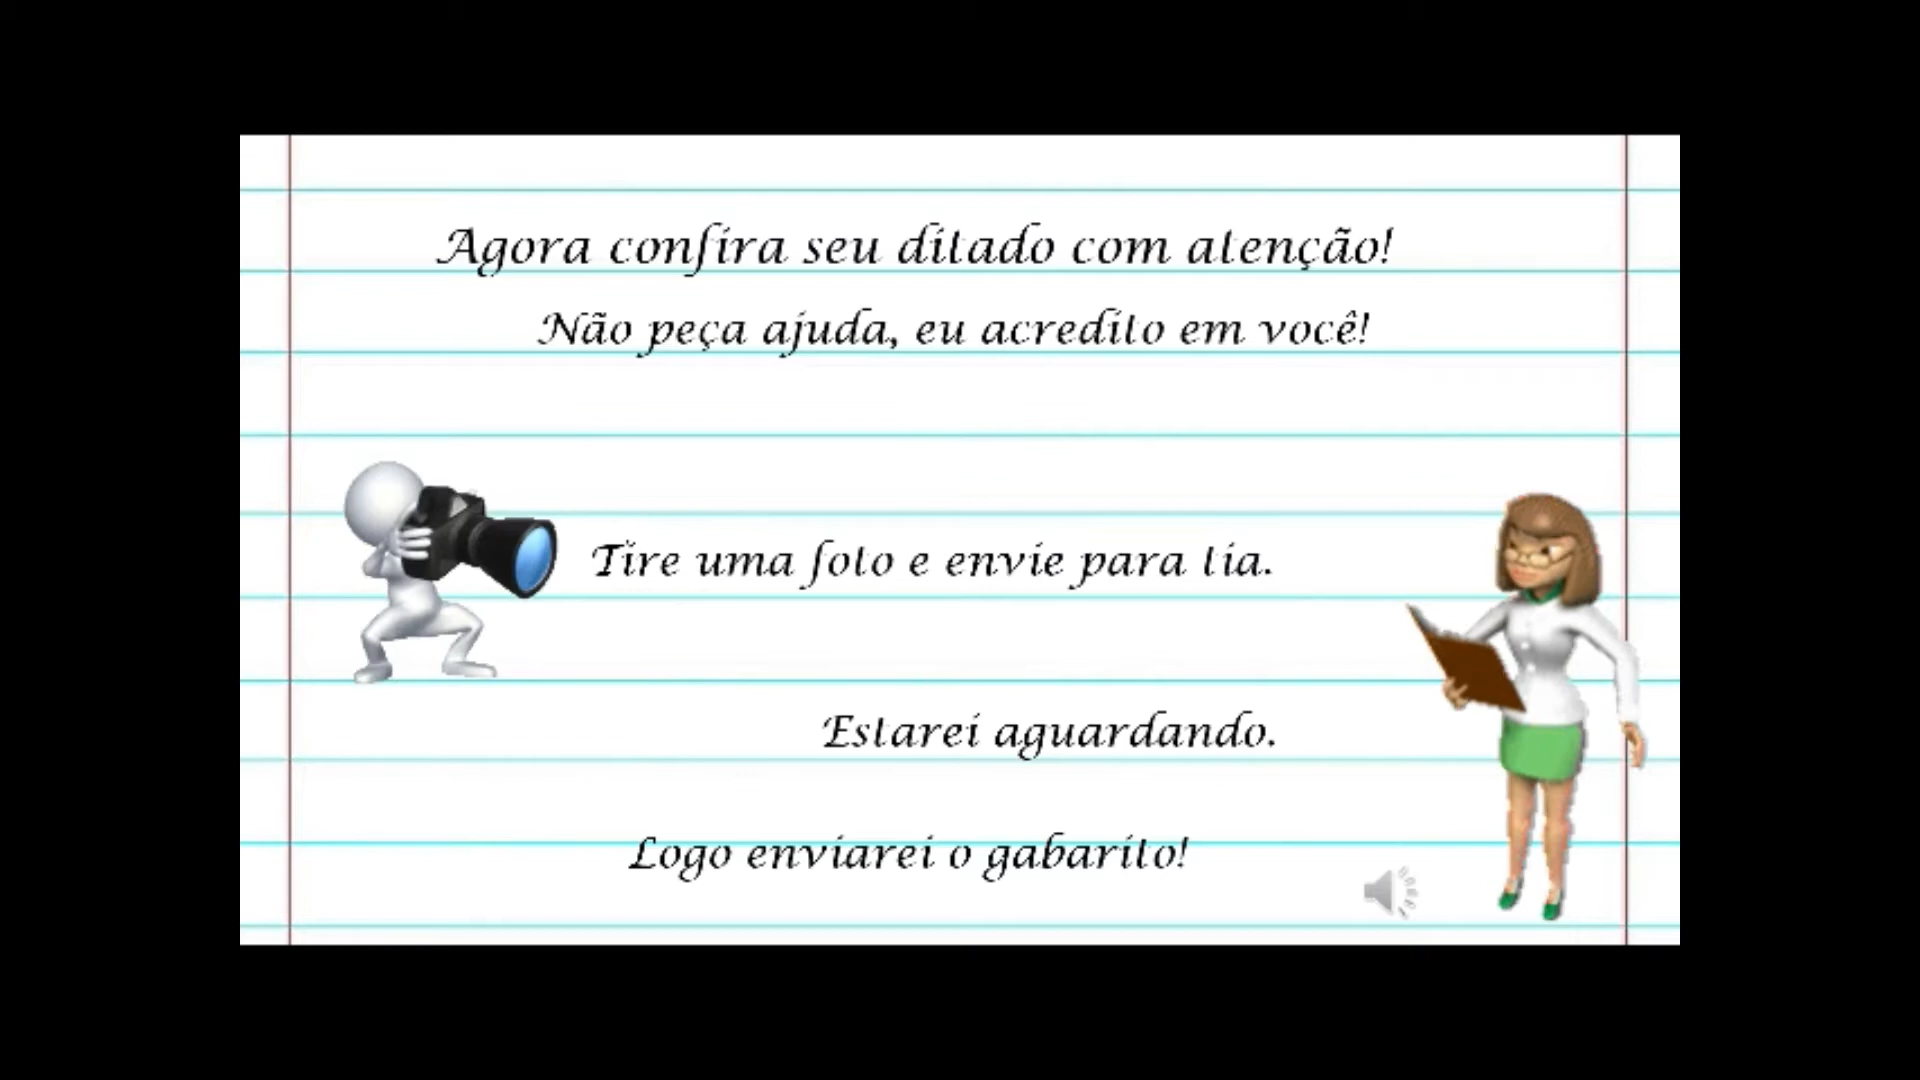 Agora confira seu ditado com atenção!
Não peça ajuda, eu acredito em você!
Tire uma foto e envie para tia.
Estarei aguardando.
Logo enviarei o gabarito!